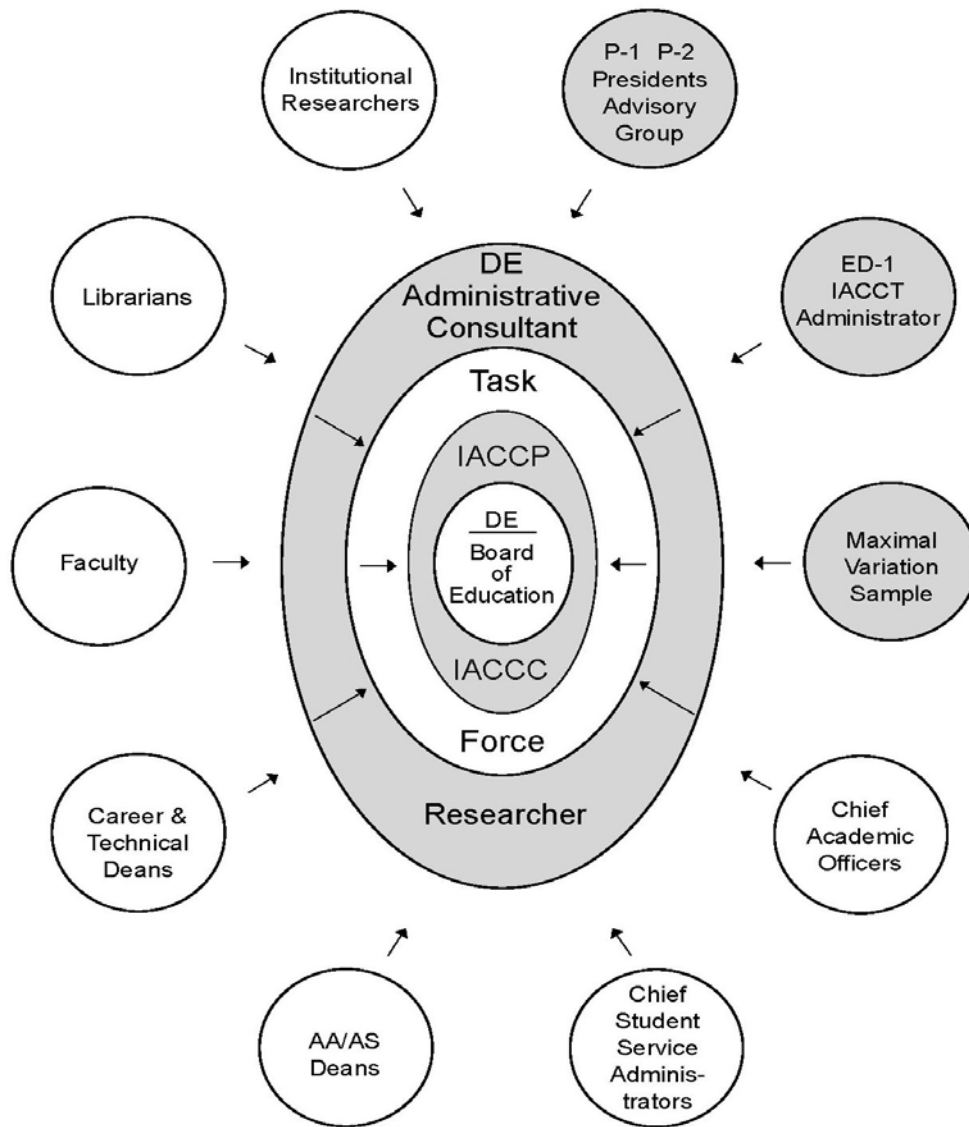 Institutional
Researchers
P-1 P-2
Presidents
Advisory
Group
Librarians
ED-1
IACCT
Administrator
DE
Administrative
Consultant
Task
IACCP
DE
Board
of
Education
IACCC
Force
Researcher
Faculty
Maximal
Variation
Sample
Career &
Technical
Deans
Chief
Academic
Officers
AA/AS
Deans
Chief
Student
Service
Adminis-
trators